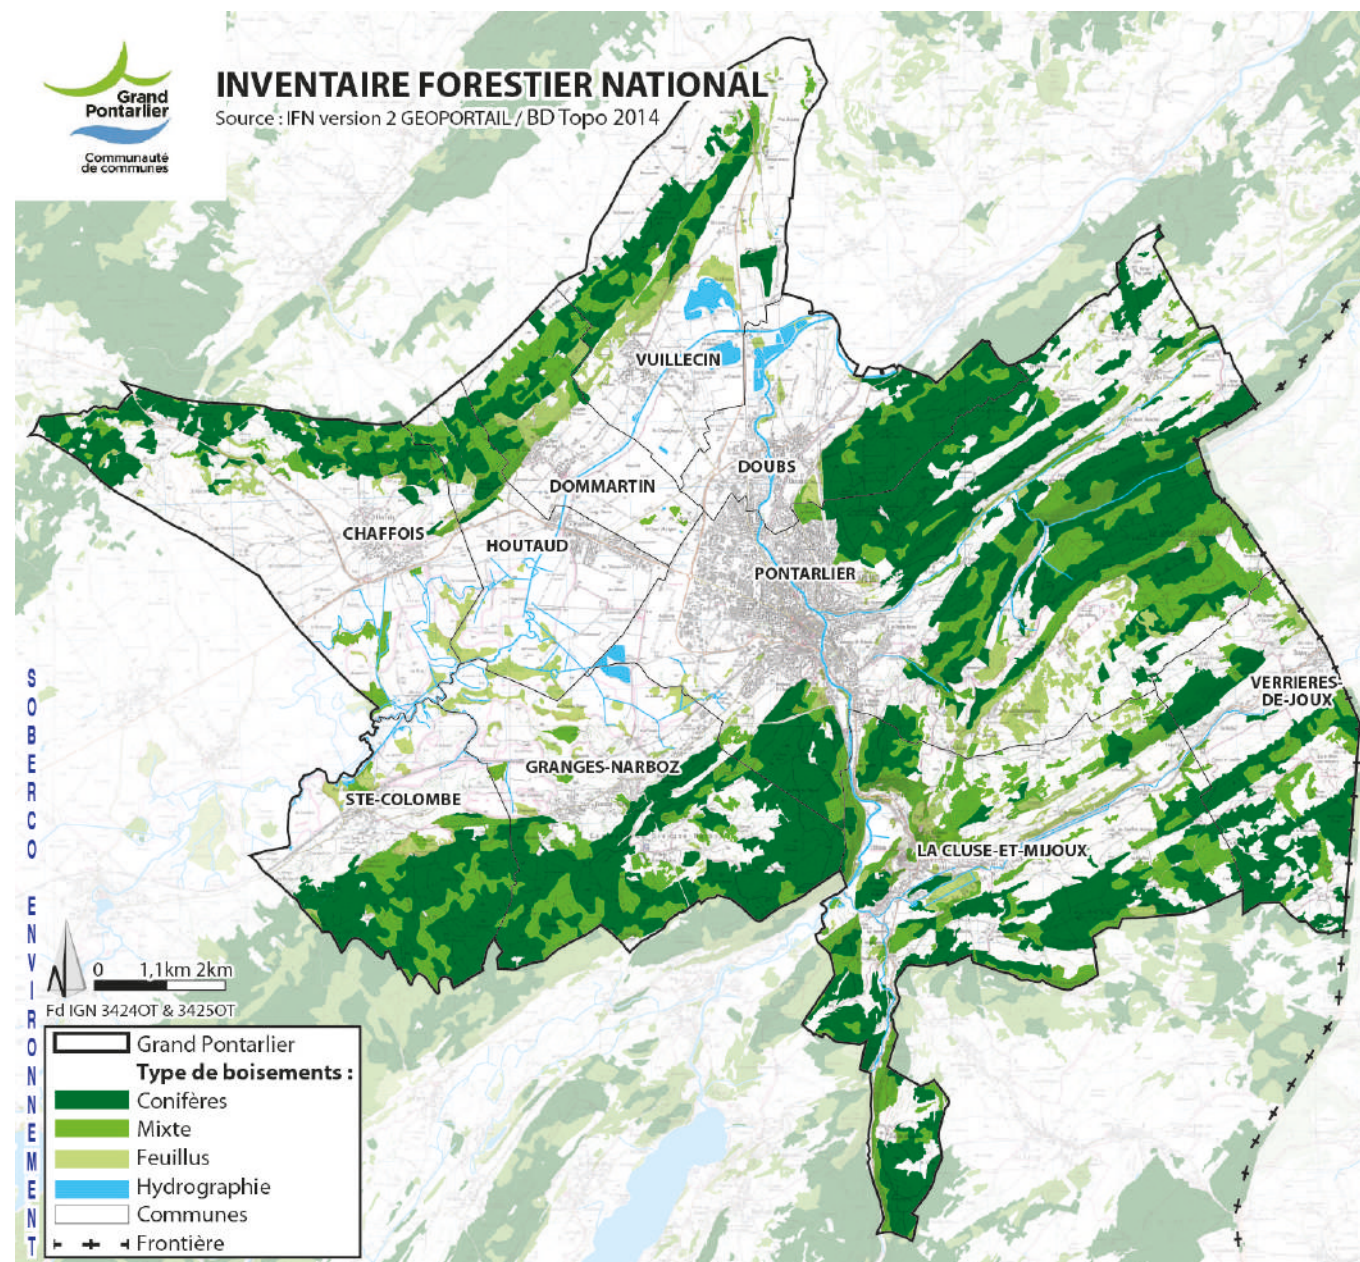 Grand
Pontarlier
Communauté
de communes
INVENTAIRE FORESTIER NATIONAL
Source : IFN version 2 GEOPORTAIL / BD Topo 2014
VUILLECIN
DOUBS
DOMMARTIN
CHAFFOIS
HOUTAUD
PONTARLIER
VERRIERES-
DE-JOUX
GRANGES-NARBOZ
STE-COLOMBE
LA CLUSE-ET-MIJOUX
SOBERCO ENVIRONNEMENT
0 1,1km 2km
Fd IGN 3424OT & 3425OT
Grand Pontarlier
Type de boisements :
Conifères
Mixte
Feuillus
Hydrographie
Communes
Frontière